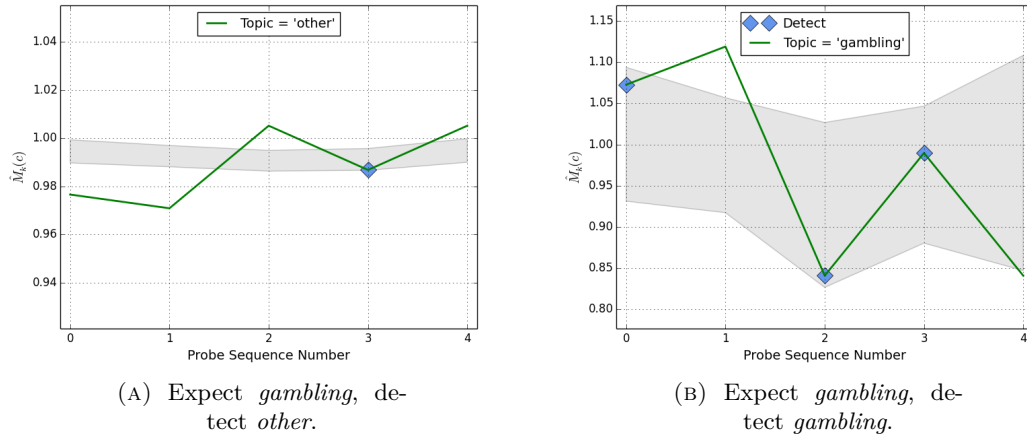 Topic = 'other'
1.04
1.02
1.00
0.98
0.96
0.94
M̂ₖ(c)
0 1 2 3 4
Probe Sequence Number
(A) Expect gambling, de-
tect other.
Detect
Topic = 'gambling'
1.15
1.10
1.05
1.00
0.95
0.90
0.85
0.80
M̂ₖ(c)
0 1 2 3 4
Probe Sequence Number
(B) Expect gambling, de-
tect gambling.